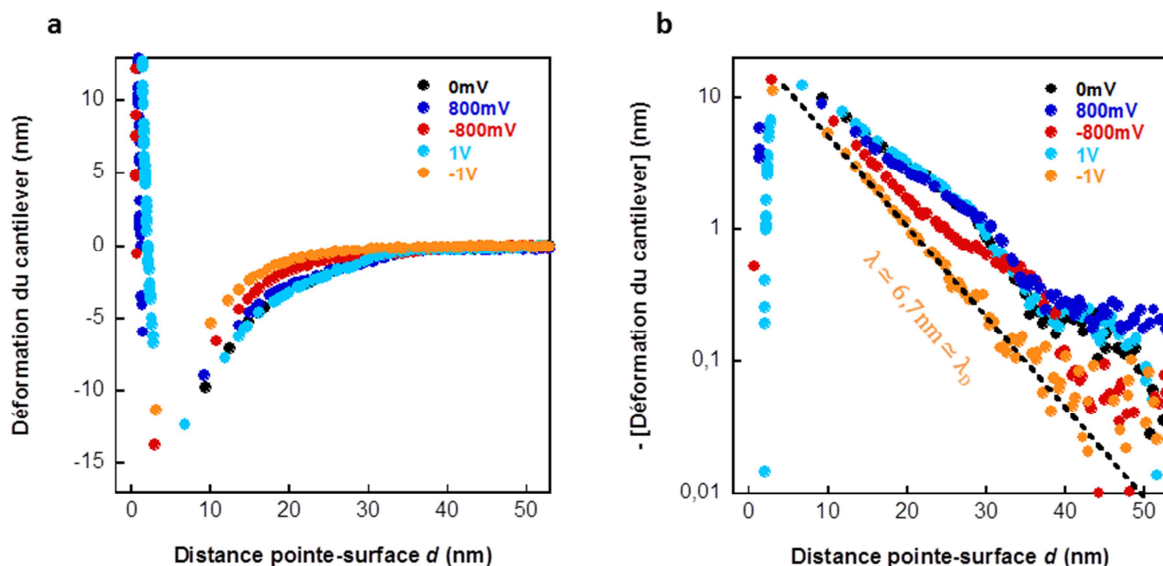 a
Déformation du cantilever (nm)
10
5
0
-5
-10
-15
0mV
800mV
-800mV
1V
-1V
0
10
20
30
40
50
Distance pointe-surface d (nm)
b
- [Déformation du cantilever] (nm)
10
1
0,1
0,01
0mV
800mV
-800mV
1V
-1V
λ ≃ 6,7nm ≃ λD
0
10
20
30
40
50
Distance pointe-surface d (nm)